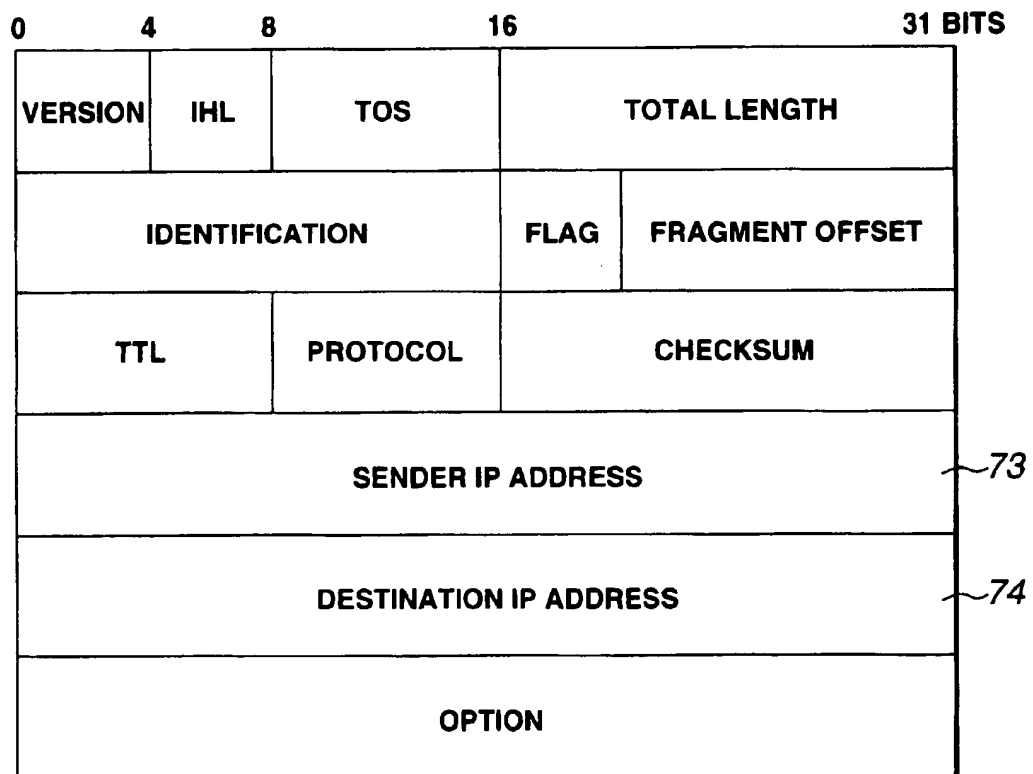 0 4 8 16 31 BITS
VERSION IHL TOS TOTAL LENGTH
IDENTIFICATION FLAG FRAGMENT OFFSET
TTL PROTOCOL CHECKSUM
SENDER IP ADDRESS 73
DESTINATION IP ADDRESS 74
OPTION